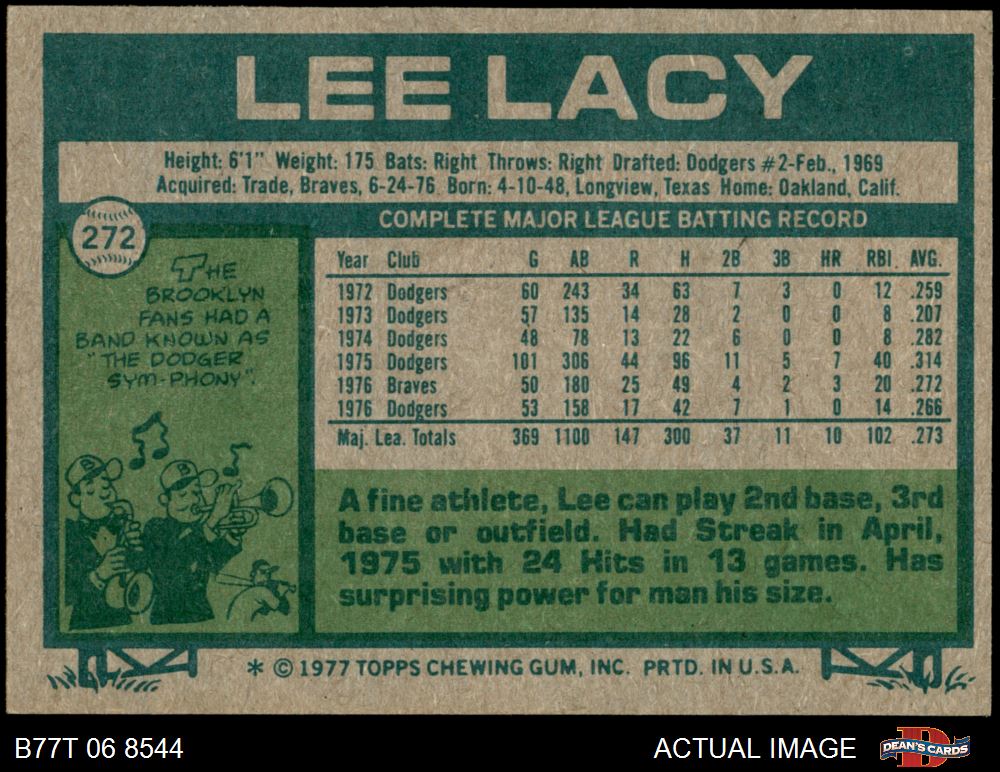 LEE LACY
Height: 6'1" Weight: 175 Bats: Right Throws: Right Drafted: Dodgers #2-Feb., 1969
Acquired: Trade, Braves, 6-24-76 Born: 4-10-48, Longview, Texas Home: Oakland, Calif.
272
THE
BROOKLYN
FANS HAD A
BAND KNOWN AS
"THE DODGER
SYM-PHONY".
COMPLETE MAJOR LEAGUE BATTING RECORD
Year Club G AB R H 2B 3B HR RBI. AVG.
1972 Dodgers 60 243 34 63 7 3 0 12 .259
1973 Dodgers 57 135 14 28 2 0 0 8 .207
1974 Dodgers 48 78 13 22 6 0 0 8 .282
1975 Dodgers 101 306 44 96 11 5 7 40 .314
1976 Braves 50 180 25 49 4 2 3 20 .272
1976 Dodgers 53 158 17 42 7 1 0 14 .266
Maj. Lea. Totals 369 1100 147 300 37 11 10 102 .273
A fine athlete, Lee can play 2nd base, 3rd
base or outfield. Had Streak in April,
1975 with 24 Hits in 13 games. Has
surprising power for man his size.
* © 1977 TOPPS CHEWING GUM, INC. PRTD. IN U.S.A.
B77T 06 8544
ACTUAL IMAGE
D
DEAN'S CARDS